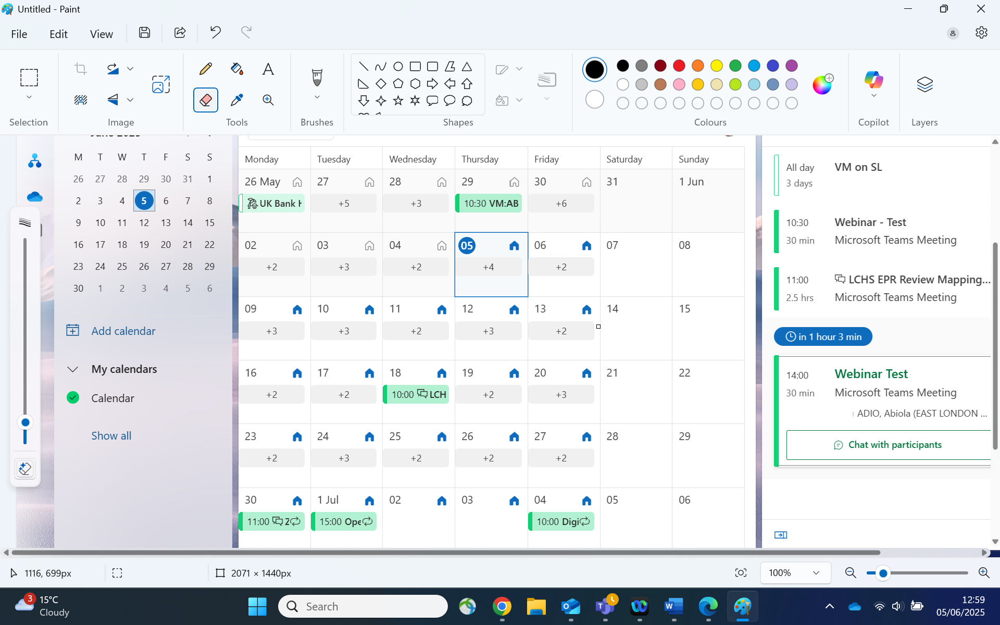 Untitled - Paint
File Edit View
Selection Image Tools Brushes Shapes Colours Copilot Layers
June 2025
M T W T F S S
26 27 28 29 30 31 1
2 3 4 5 6 7 8
9 10 11 12 13 14 15
16 17 18 19 20 21 22
23 24 25 26 27 28 29
30 1 2 3 4 5 6
Add calendar
My calendars
Calendar
Show all
Monday Tuesday Wednesday Thursday Friday Saturday Sunday
26 May 27 28 29 30 31 1 Jun
UK Bank H +5 +3 10:30 VM:AB +6
02 03 04 05 06 07 08
+2 +3 +2 +4 +2
09 10 11 12 13 14 15
+3 +3 +2 +3 +2
16 17 18 19 20 21 22
+2 +2 10:00 LCH +2 +3
23 24 25 26 27 28 29
+2 +3 +2 +2 +2
30 1 Jul 02 03 04 05 06
11:00 Z 15:00 Ope 10:00 Digi
All day VM on SL
3 days
10:30 Webinar - Test
30 min Microsoft Teams Meeting
11:00 LCHS EPR Review Mapping...
2.5 hrs Microsoft Teams Meeting
in 1 hour 3 min
14:00 Webinar Test
30 min Microsoft Teams Meeting
ADIO, Abiola (EAST LONDON ...
Chat with participants
1116, 699px 2071 × 1440px 100%
3 15°C
Cloudy
Search
12:59
05/06/2025